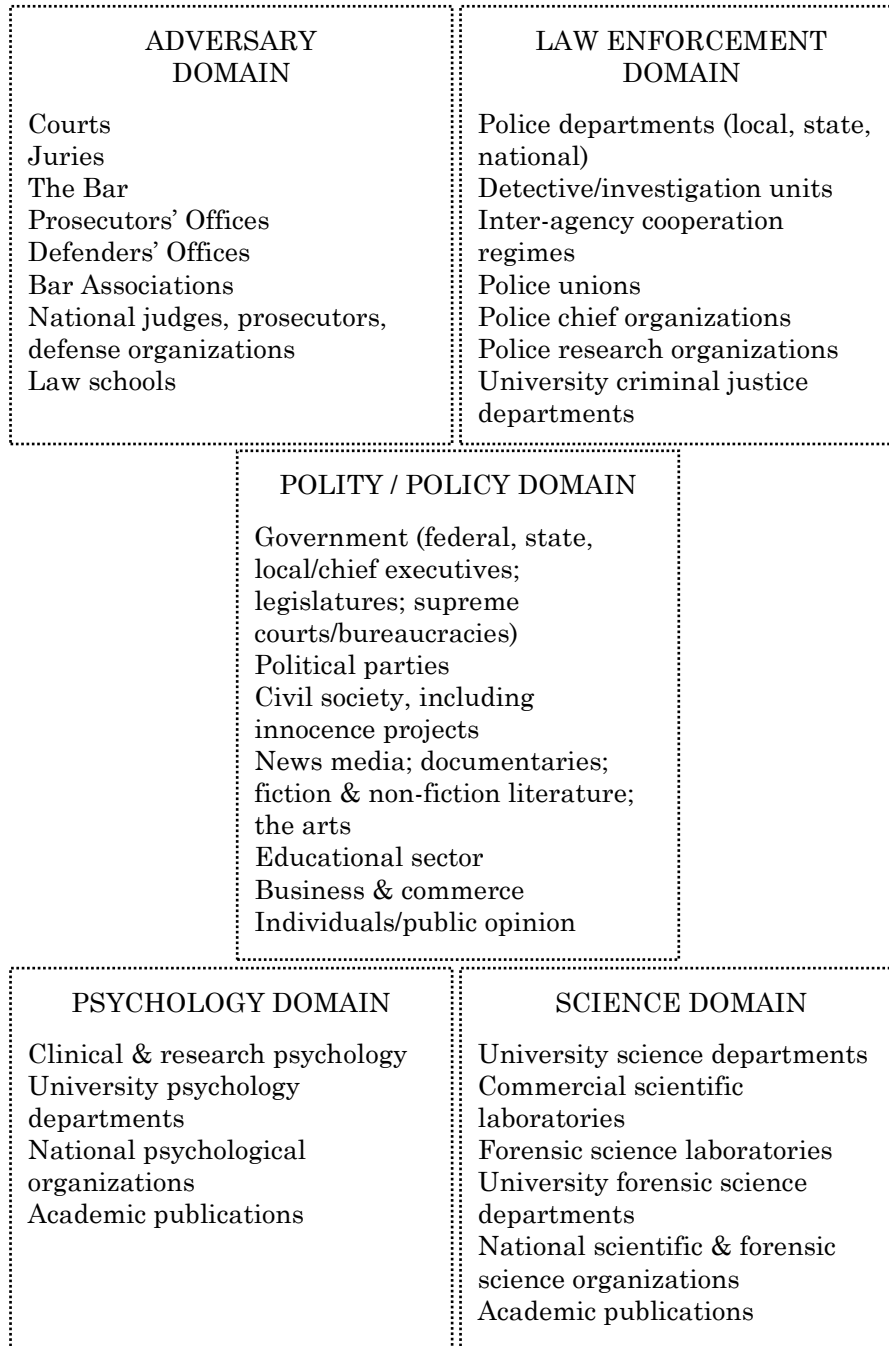 ADVERSARY
DOMAIN
Courts
Juries
The Bar
Prosecutors’ Offices
Defenders’ Offices
Bar Associations
National judges, prosecutors,
defense organizations
Law schools
LAW ENFORCEMENT
DOMAIN
Police departments (local, state,
national)
Detective/investigation units
Inter-agency cooperation
regimes
Police unions
Police chief organizations
Police research organizations
University criminal justice
departments
POLITY / POLICY DOMAIN
Government (federal, state,
local/chief executives;
legislatures; supreme
courts/bureaucracies)
Political parties
Civil society, including
innocence projects
News media; documentaries;
fiction & non-fiction literature;
the arts
Educational sector
Business & commerce
Individuals/public opinion
PSYCHOLOGY DOMAIN
Clinical & research psychology
University psychology
departments
National psychological
organizations
Academic publications
SCIENCE DOMAIN
University science departments
Commercial scientific
laboratories
Forensic science laboratories
University forensic science
departments
National scientific & forensic
science organizations
Academic publications